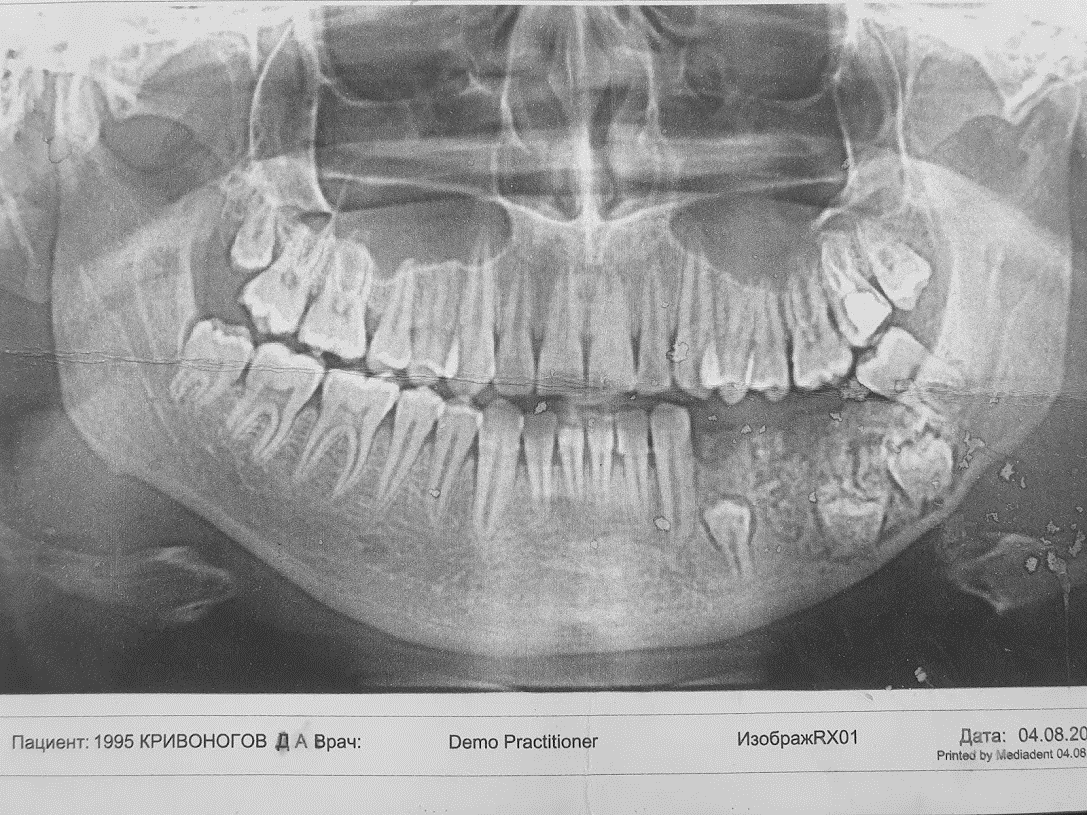 Пациент: 1995 КРИВОНОГОВ Д А Врач: Demo Practitioner ИзображRX01 Дата: 04.08.20
Printed by Mediadent 04.08